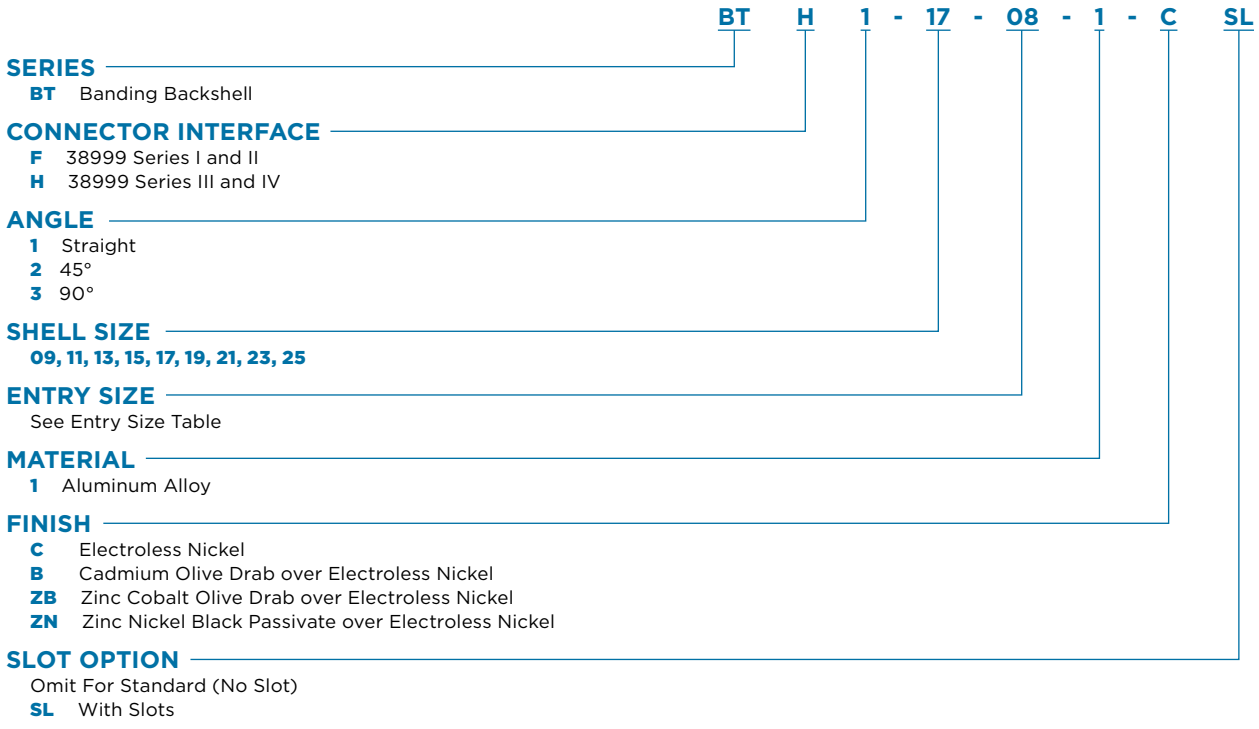 BT H 1 - 17 - 08 - 1 - C SL
SERIES
BT Banding Backshell
CONNECTOR INTERFACE
F 38999 Series I and II
H 38999 Series III and IV
ANGLE
1 Straight
2 45°
3 90°
SHELL SIZE
09, 11, 13, 15, 17, 19, 21, 23, 25
ENTRY SIZE
See Entry Size Table
MATERIAL
1 Aluminum Alloy
FINISH
C Electroless Nickel
B Cadmium Olive Drab over Electroless Nickel
ZB Zinc Cobalt Olive Drab over Electroless Nickel
ZN Zinc Nickel Black Passivate over Electroless Nickel
SLOT OPTION
Omit For Standard (No Slot)
SL With Slots